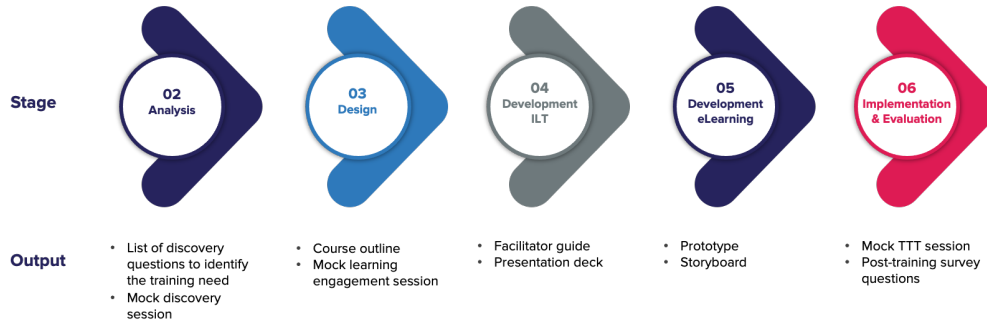 Stage
02
Analysis
03
Design
04
Development
ILT
05
Development
eLearning
06
Implementation
& Evaluation
Output
• List of discovery
questions to identify
the training need
• Mock discovery
session
• Course outline
• Mock learning
engagement session
• Facilitator guide
• Presentation deck
• Prototype
• Storyboard
• Mock TTT session
• Post-training survey
questions